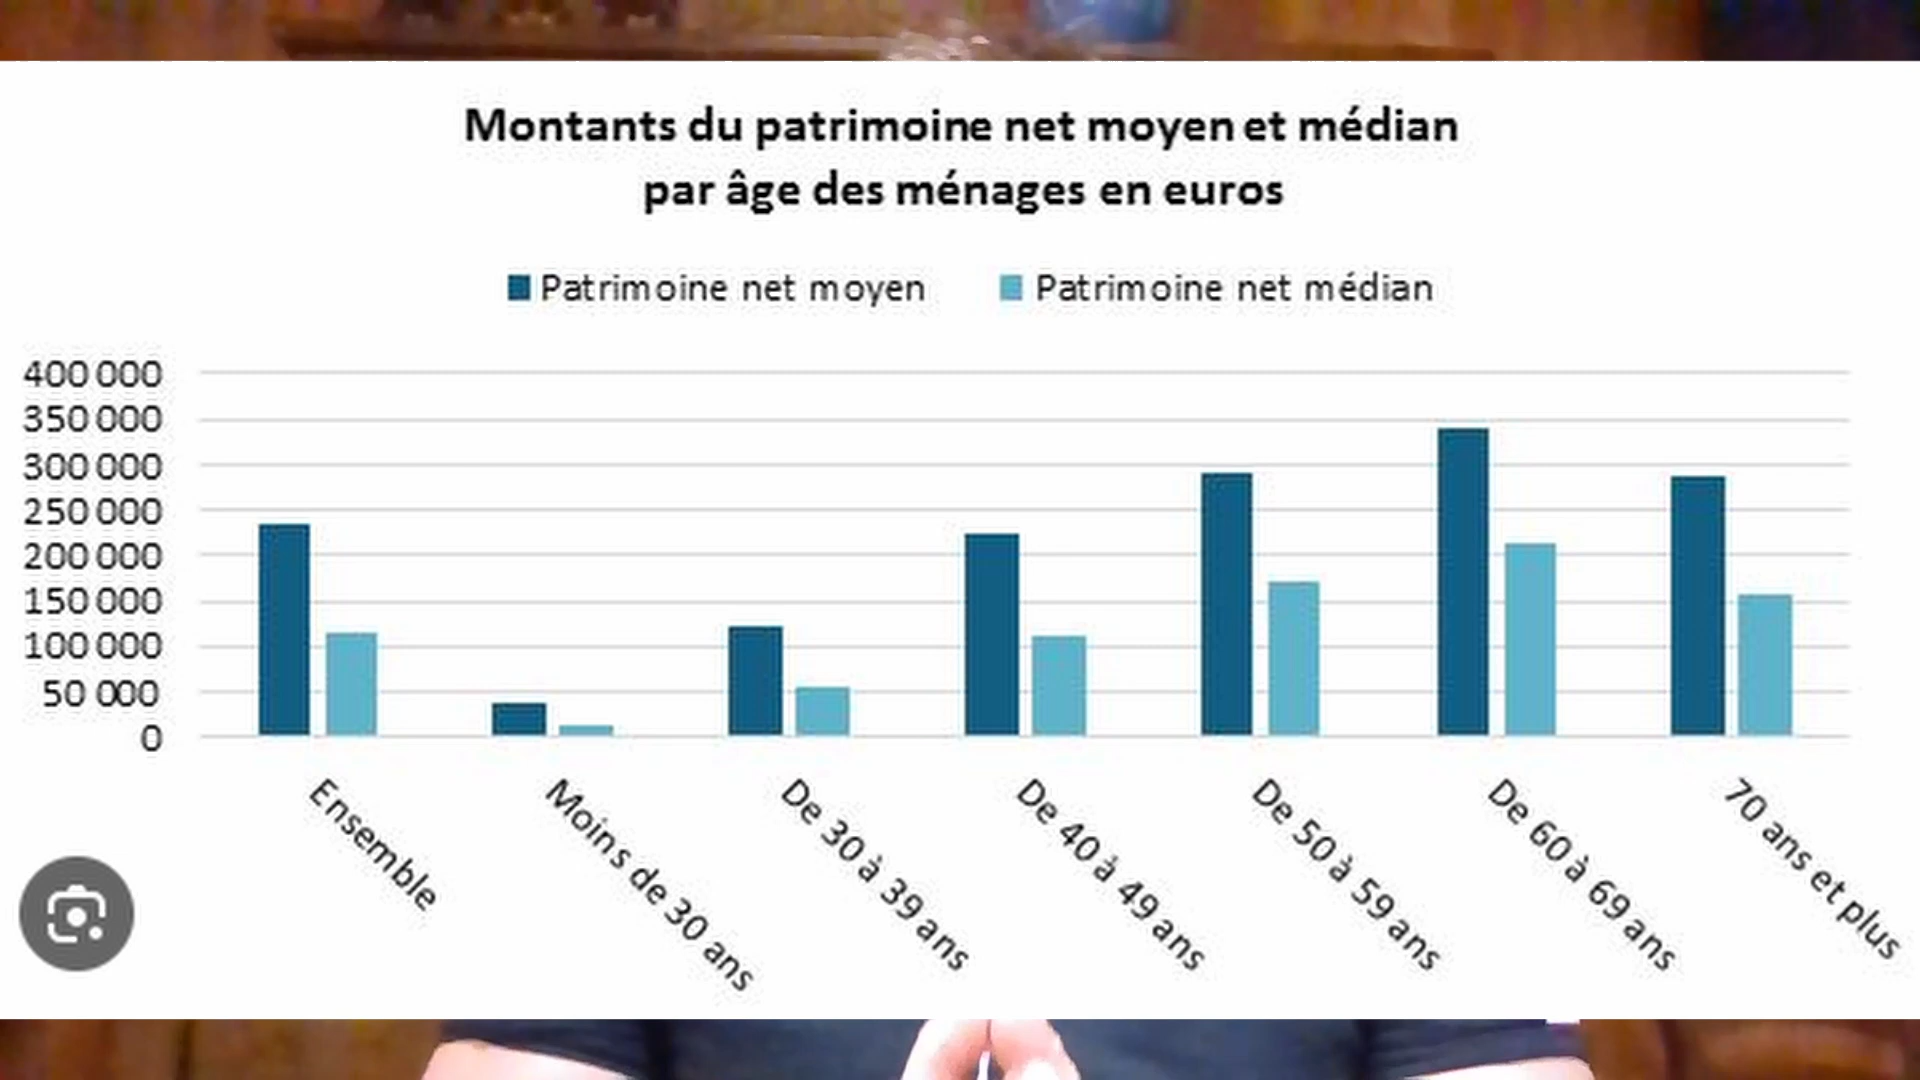 Montants du patrimoine net moyen et médian
par âge des ménages en euros
Patrimoine net moyen
Patrimoine net médian
400 000
350 000
300 000
250 000
200 000
150 000
100 000
50 000
0
Ensemble
Moins de 30 ans
De 30 à 39 ans
De 40 à 49 ans
De 50 à 59 ans
De 60 à 69 ans
70 ans et plus